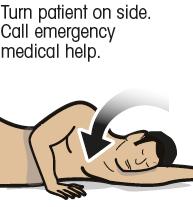 Turn patient on side.
Call emergency
medical help.